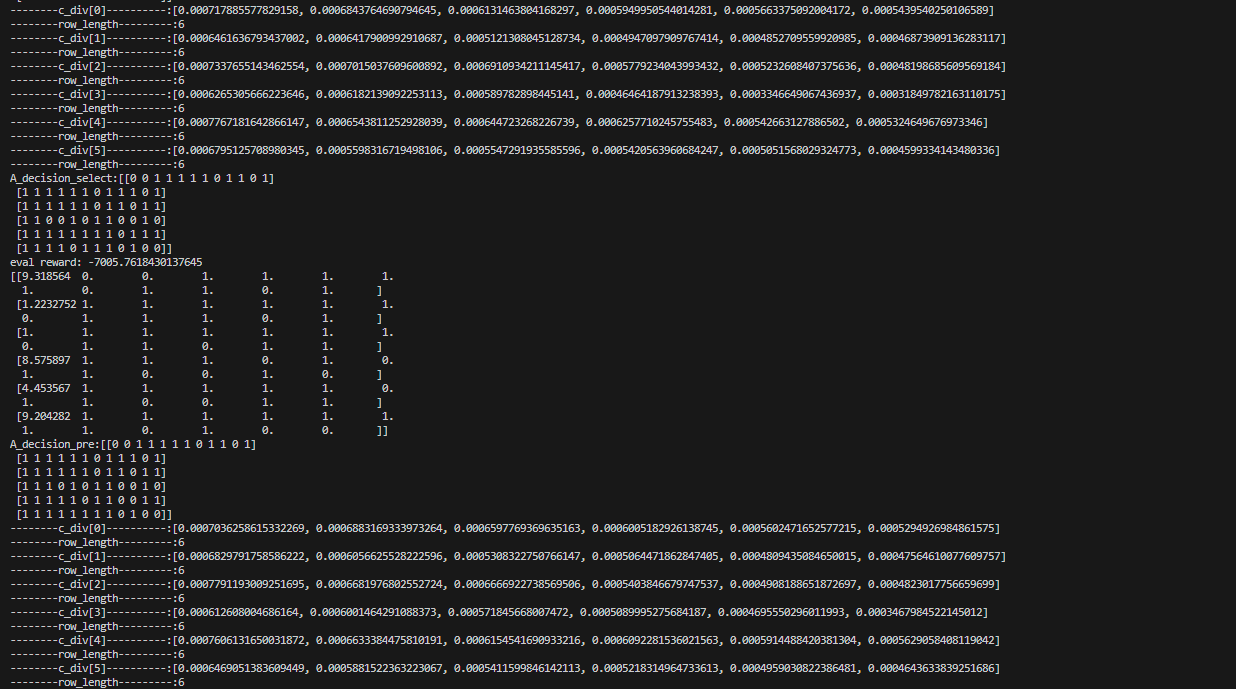 --------c_div[0]----------:[0.000717885577829158, 0.0006843764690794645, 0.0006131463804168297, 0.0005949950544014281, 0.0005663375092004172, 0.0005439540250106589]
--------row_length---------:6
--------c_div[1]----------:[0.0006461636793437002, 0.0006417900992910687, 0.0005121308045128734, 0.0004947097909767414, 0.0004852709559920985, 0.00046873909136283117]
--------row_length---------:6
--------c_div[2]----------:[0.0007337655143462554, 0.0007015037609600892, 0.0006910934211145417, 0.0005779234043993432, 0.0005232608407375636, 0.00048198685609569184]
--------row_length---------:6
--------c_div[3]----------:[0.0006265305666223646, 0.0006182139092253113, 0.000589782898445141, 0.00046464187913238393, 0.0003346649067436937, 0.00031849782163110175]
--------row_length---------:6
--------c_div[4]----------:[0.0007767181642866147, 0.0006543811252928039, 0.000644723268226739, 0.0006257710245755483, 0.000542663127886502, 0.0005324649676973346]
--------row_length---------:6
--------c_div[5]----------:[0.0006795125708980345, 0.0005598316719498106, 0.0005547291935585596, 0.0005420563960684247, 0.0005051568029324773, 0.0004599334143480336]
--------row_length---------:6
A_decision_select:[[0 0 1 1 1 1 1 0 1 1 0 1]
 [1 1 1 1 1 1 0 1 1 1 0 1]
 [1 1 1 1 1 1 0 1 1 0 1 1]
 [1 1 0 0 1 0 1 1 0 0 1 0]
 [1 1 1 1 1 1 1 0 1 1 1]
 [1 1 1 1 0 1 1 1 0 1 0 0]]
eval reward: -7005.7618430137645
[[9.318564  0.        0.        1.        1.        1.        1.
  1.        0.        1.        1.        0.        1.       ]
 [1.2232752 1.        1.        1.        1.        1.        1.
  0.        1.        1.        1.        0.        1.       ]
 [1.        1.        1.        1.        1.        1.        1.
  0.        1.        1.        0.        1.        1.       ]
 [8.575897  1.        1.        1.        0.        1.        0.
  1.        1.        0.        0.        1.        0.       ]
 [4.453567  1.        1.        1.        1.        1.        0.
  1.        1.        0.        0.        1.        1.       ]
 [9.204282  1.        1.        1.        1.        1.        1.
  1.        1.        0.        1.        0.        0.       ]]
A_decision_pre:[[0 0 1 1 1 1 1 0 1 1 0 1]
 [1 1 1 1 1 1 0 1 1 1 0 1]
 [1 1 1 1 1 1 0 1 1 0 1 1]
 [1 1 1 0 1 0 1 1 0 0 1 0]
 [1 1 1 1 1 0 1 1 0 0 1 1]
 [1 1 1 1 1 1 1 1 0 1 0 0]]
--------c_div[0]----------:[0.0007036258615332269, 0.0006883169333973264, 0.0006597769369635163, 0.0006005182926138745, 0.0005602471652577215, 0.0005294926984861575]
--------row_length---------:6
--------c_div[1]----------:[0.0006829791758586222, 0.0006056625528222596, 0.0005308322750766147, 0.0005064471862847405, 0.0004809435084650015, 0.00047564610077609757]
--------row_length---------:6
--------c_div[2]----------:[0.0007791193009251695, 0.0006681976802552724, 0.0006666922738569506, 0.0005403846679747537, 0.0004908188651872697, 0.0004823017756659699]
--------row_length---------:6
--------c_div[3]----------:[0.000612608004686164, 0.0006001464291088373, 0.000571845668007472, 0.0005089995275684187, 0.0004695550296011993, 0.0003467984522145012]
--------row_length---------:6
--------c_div[4]----------:[0.0007606131650031872, 0.0006633384475810191, 0.0006154541690933216, 0.0006092281536021563, 0.0005914488420381304, 0.0005629058408119042]
--------row_length---------:6
--------c_div[5]----------:[0.0006469051383609449, 0.0005881522363223067, 0.0005411599846142113, 0.0005218314964733613, 0.0004959030822386481, 0.0004643633839251686]
--------row_length---------:6